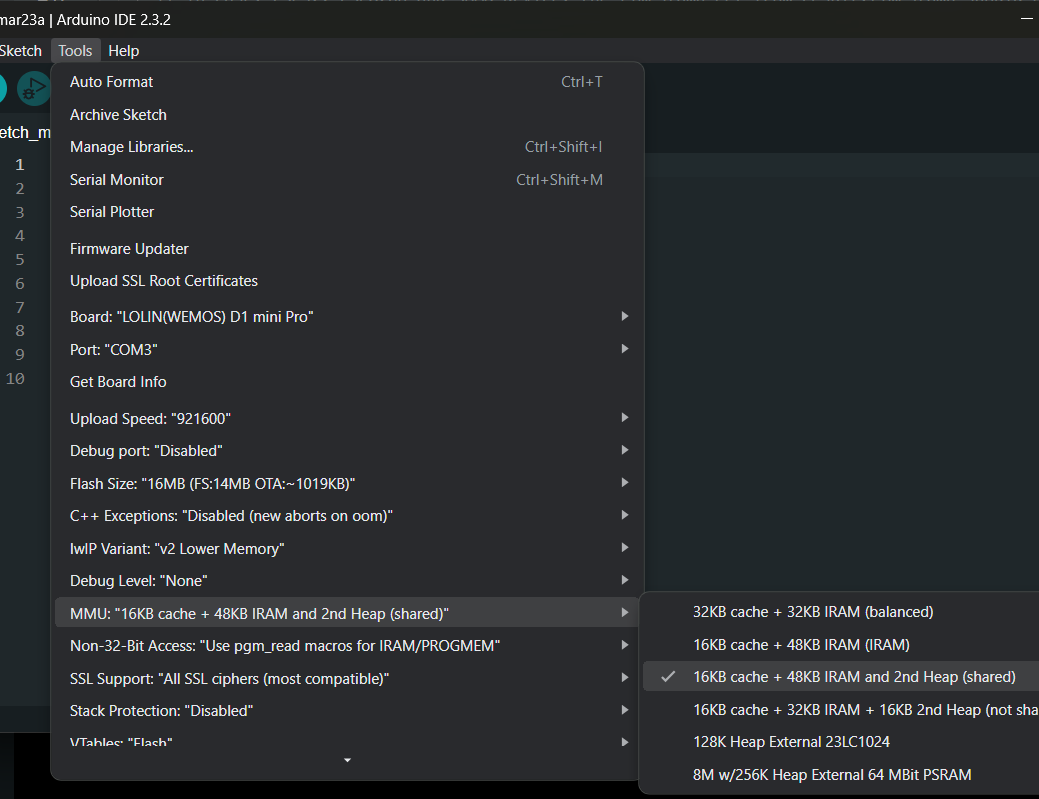 mar23a | Arduino IDE 2.3.2
Sketch Tools Help
Auto Format Ctrl+T
Archive Sketch
etch_m
Manage Libraries... Ctrl+Shift+I
1
Serial Monitor Ctrl+Shift+M
2
Serial Plotter
3
4
Firmware Updater
5
Upload SSL Root Certificates
6
7
Board: "LOLIN(WEMOS) D1 mini Pro"
8
Port: "COM3"
9
Get Board Info
10
Upload Speed: "921600"
Debug port: "Disabled"
Flash Size: "16MB (FS:14MB OTA:~1019KB)"
C++ Exceptions: "Disabled (new aborts on oom)"
lwIP Variant: "v2 Lower Memory"
Debug Level: "None"
MMU: "16KB cache + 48KB IRAM and 2nd Heap (shared)"
Non-32-Bit Access: "Use pgm_read macros for IRAM/PROGMEM"
SSL Support: "All SSL ciphers (most compatible)"
Stack Protection: "Disabled"
VTables: "Flash"
32KB cache + 32KB IRAM (balanced)
16KB cache + 48KB IRAM (IRAM)
16KB cache + 48KB IRAM and 2nd Heap (shared)
16KB cache + 32KB IRAM + 16KB 2nd Heap (not sha
128K Heap External 23LC1024
8M w/256K Heap External 64 MBit PSRAM